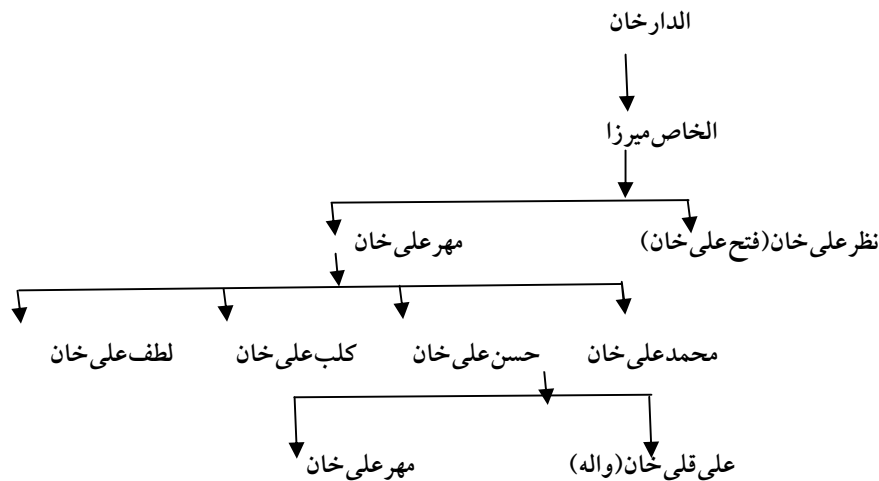 الدارخان
الخاص‌میرزا
نظرعلی‌خان(فتح‌علی‌خان) مهرعلی‌خان
محمدعلی‌خان حسن‌علی‌خان کلب‌علی‌خان لطف‌علی‌خان
علی‌قلی‌خان(واله) مهرعلی‌خان